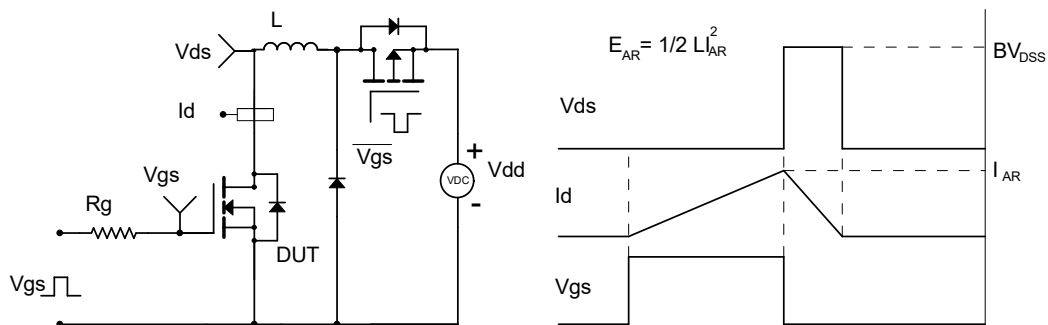 L
Vds
Id
Vgs
Rg
DUT
Vgs
Vgs
VDC
+
-
Vdd
E_AR = 1/2 LI_AR^2
BV_DSS
Vds
I_AR
Id
Vgs